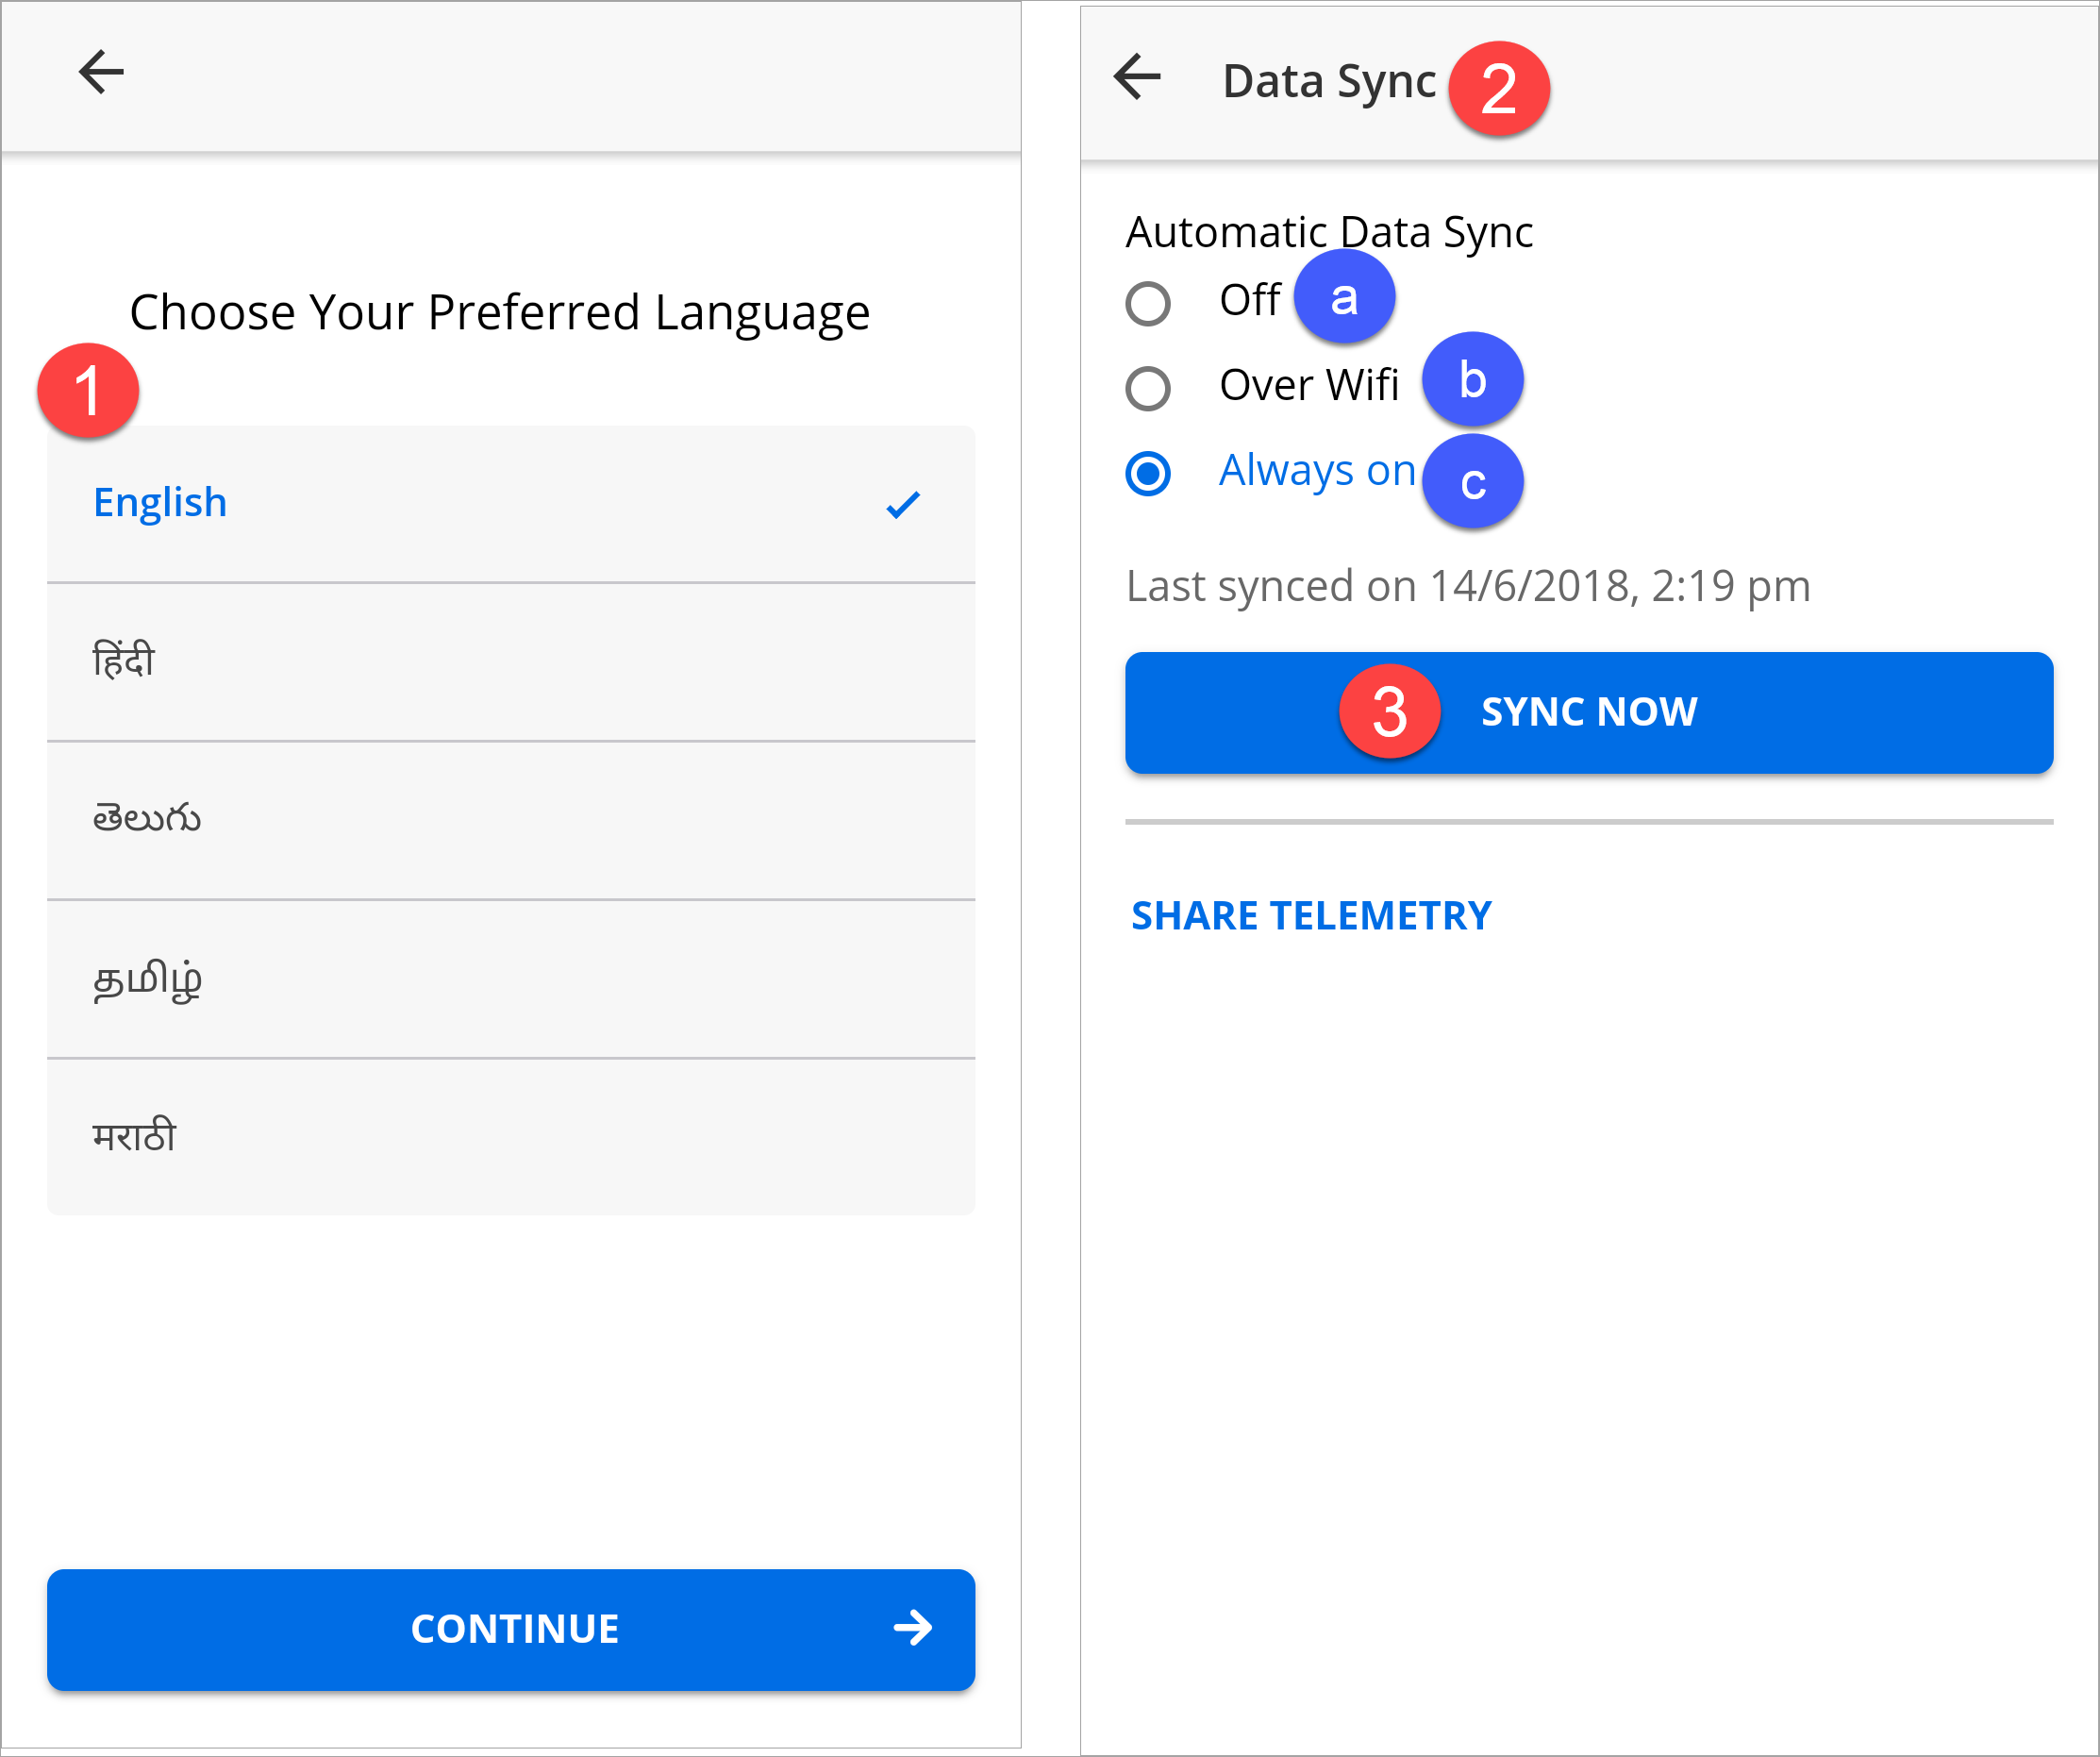 Choose Your Preferred Language
1
English
हिंदी
తెలుగు
தமிழ்
मराठी
CONTINUE
Data Sync 2
Automatic Data Sync
Off a
Over Wifi b
Always on c
Last synced on 14/6/2018, 2:19 pm
3 SYNC NOW
SHARE TELEMETRY